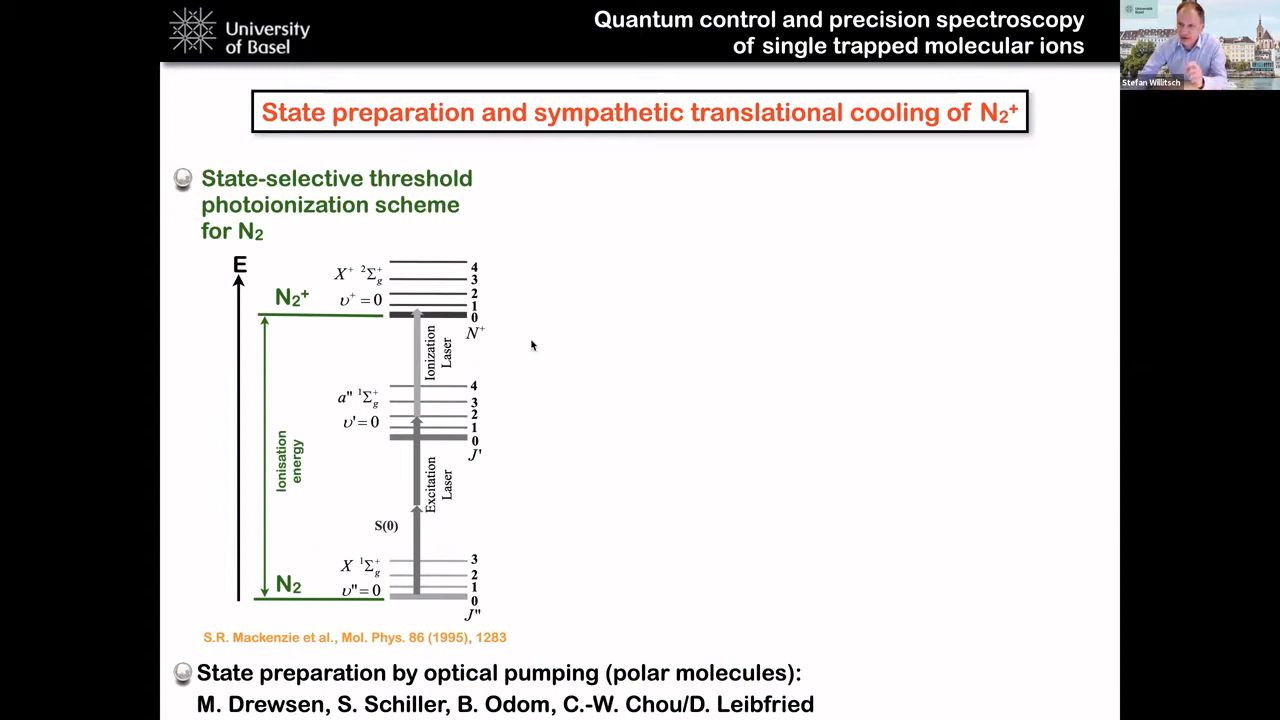 University
of Basel
Quantum control and precision spectroscopy
of single trapped molecular ions
Stefan Willitsch
State preparation and sympathetic translational cooling of N₂⁺
State-selective threshold
photoionization scheme
for N₂
E
N₂⁺
X⁺ ²Σg⁺
υ⁺ = 0
4
3
2
1
0
N⁺
Ionization
Laser
a" ¹Σg⁺
υ' = 0
4
3
2
1
0
J'
Ionisation
energy
Excitation
Laser
S(0)
X ¹Σg⁺
υ" = 0
3
2
1
0
J"
N₂
S.R. Mackenzie et al., Mol. Phys. 86 (1995), 1283
State preparation by optical pumping (polar molecules):
M. Drewsen, S. Schiller, B. Odom, C.-W. Chou/D. Leibfried